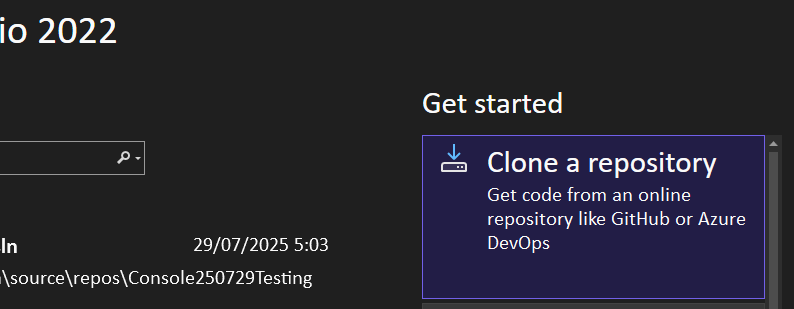 io 2022
Get started
Clone a repository
Get code from an online
repository like GitHub or Azure
DevOps
ln 29/07/2025 5:03
\source\repos\Console250729Testing